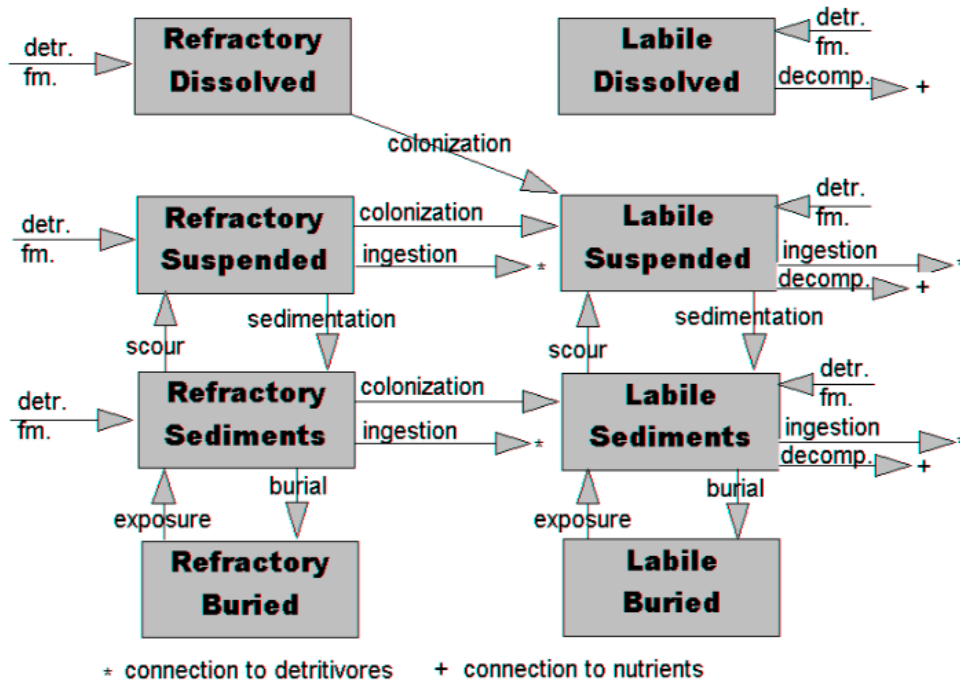 detr.
fm.
Refractory
Dissolved
Labile
Dissolved
detr.
fm.
decomp.
+
colonization
detr.
fm.
Refractory
Suspended
colonization
ingestion
*
Labile
Suspended
detr.
fm.
ingestion
*
decomp.
+
scour
sedimentation
scour
sedimentation
detr.
fm.
Refractory
Sediments
colonization
ingestion
*
Labile
Sediments
detr.
fm.
ingestion
*
decomp.
+
exposure
burial
exposure
burial
Refractory
Buried
Labile
Buried
* connection to detritivores + connection to nutrients